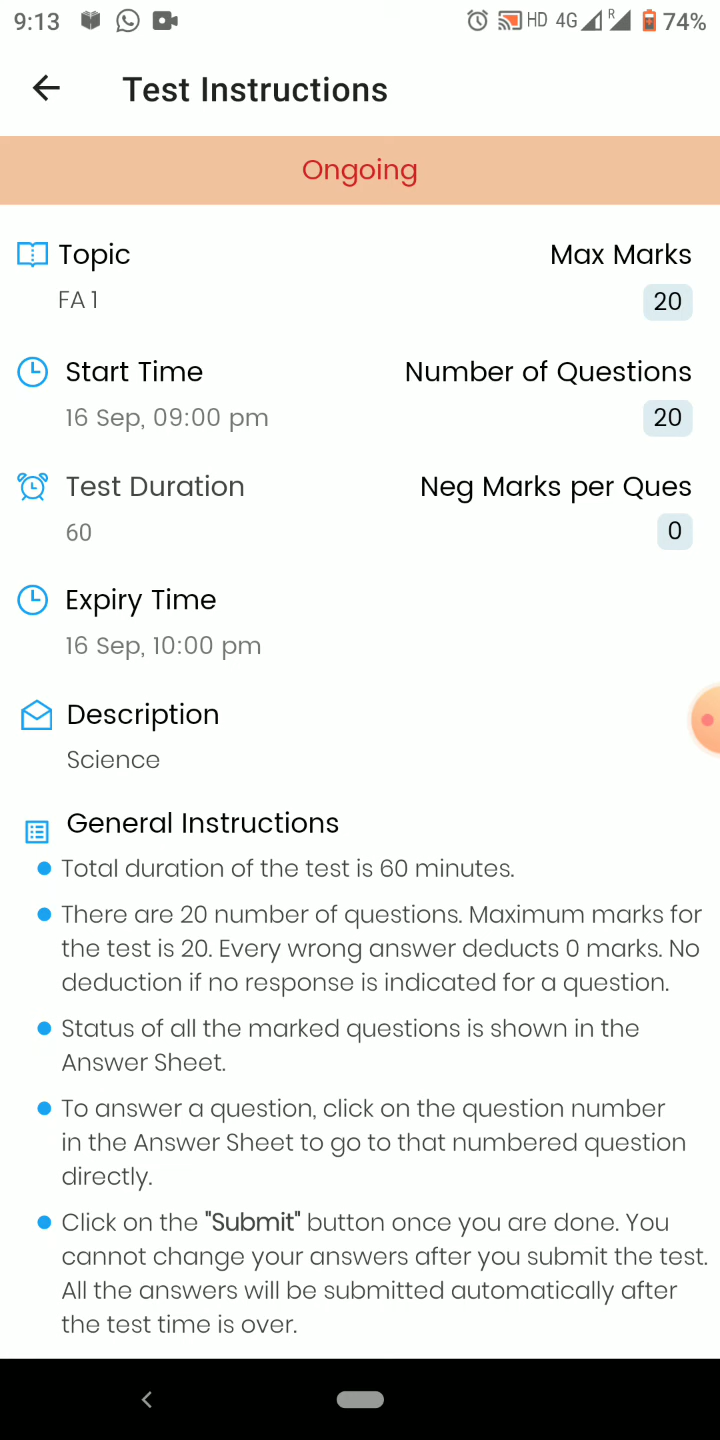 9:13 HD 4G R 74%
Test Instructions
Ongoing
Topic Max Marks
FA 1 20
Start Time Number of Questions
16 Sep, 09:00 pm 20
Test Duration Neg Marks per Ques
60 0
Expiry Time
16 Sep, 10:00 pm
Description
Science
General Instructions
Total duration of the test is 60 minutes.
There are 20 number of questions. Maximum marks for
the test is 20. Every wrong answer deducts 0 marks. No
deduction if no response is indicated for a question.
Status of all the marked questions is shown in the
Answer Sheet.
To answer a question, click on the question number
in the Answer Sheet to go to that numbered question
directly.
Click on the "Submit" button once you are done. You
cannot change your answers after you submit the test.
All the answers will be submitted automatically after
the test time is over.